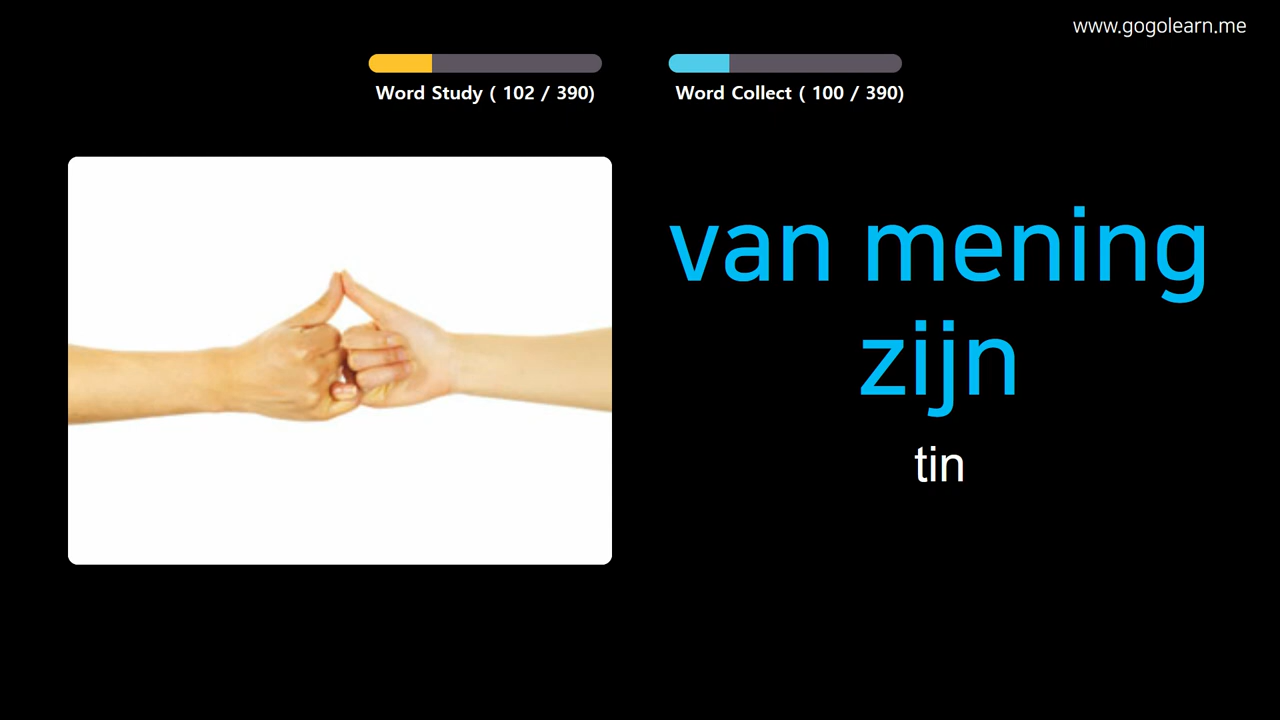 www.gogolearn.me
Word Study ( 102 / 390)
Word Collect ( 100 / 390)
van mening
zijn
tin